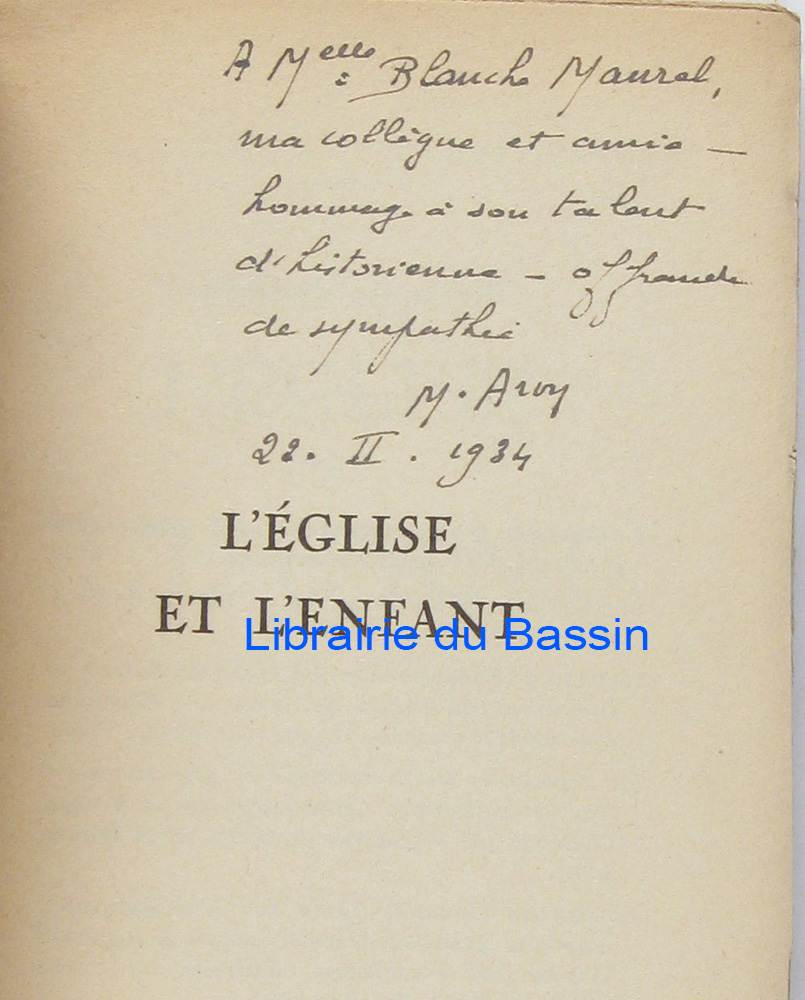 A Melle Blanche Maurel,
ma collègue et amie —
hommage à son talent
d'historienne — offrande
de sympathie
M. Aroy
22. II. 1934
L'ÉGLISE
ET L'ENFANT
Librairie du Bassin